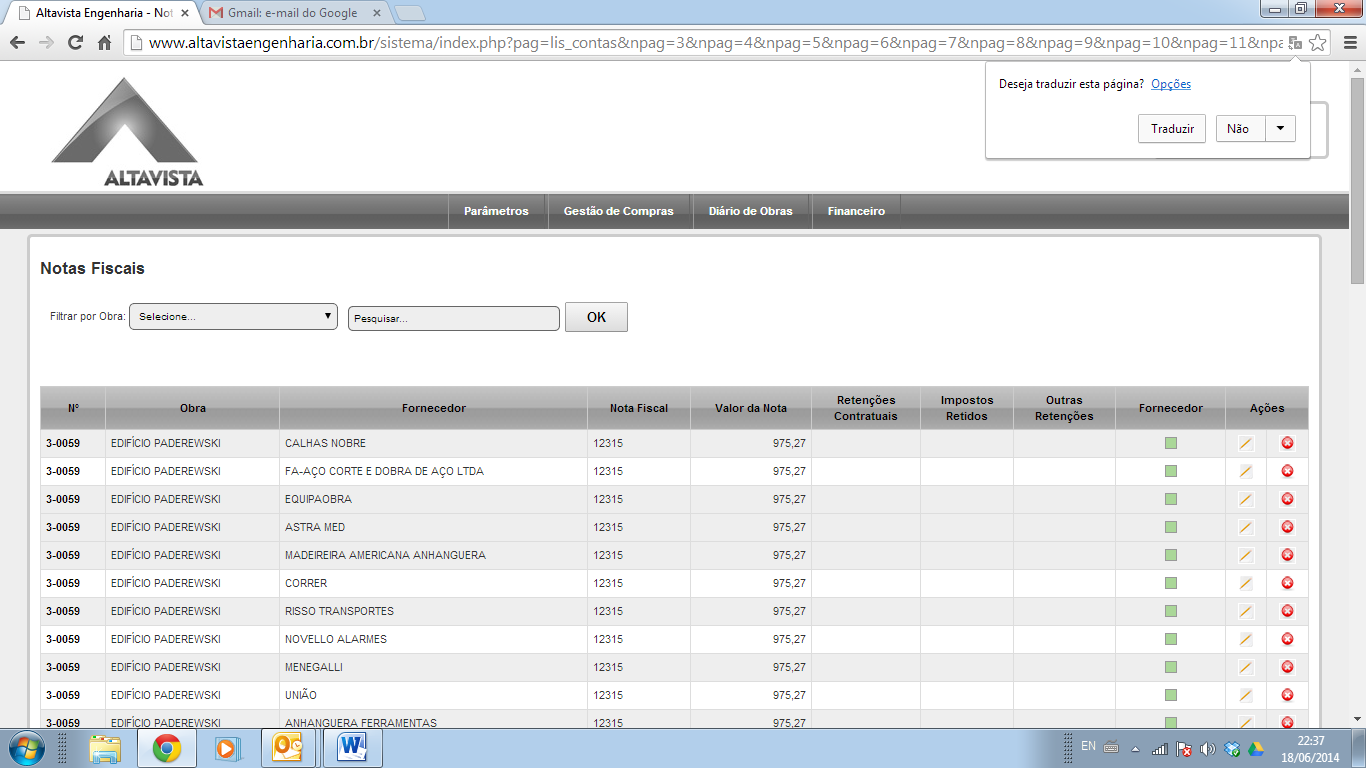 Altavista Engenharia - Not
Gmail: e-mail do Google
www.altavistaengenharia.com.br/sistema/index.php?pag=lis_contas&npag=3&npag=4&npag=5&npag=6&npag=7&npag=8&npag=9&npag=10&npag=11&npa
Deseja traduzir esta página? Opções
Traduzir Não
ALTAVISTA
Parâmetros Gestão de Compras Diário de Obras Financeiro
Notas Fiscais
Filtrar por Obra: Selecione... Pesquisar... OK
N° Obra Fornecedor Nota Fiscal Valor da Nota Retenções Contratuais Impostos Retidos Outras Retenções Fornecedor Ações
3-0059 EDIFÍCIO PADEREWSKI CALHAS NOBRE 12315 975,27
3-0059 EDIFÍCIO PADEREWSKI FA-AÇO CORTE E DOBRA DE AÇO LTDA 12315 975,27
3-0059 EDIFÍCIO PADEREWSKI EQUIPAOBRA 12315 975,27
3-0059 EDIFÍCIO PADEREWSKI ASTRA MED 12315 975,27
3-0059 EDIFÍCIO PADEREWSKI MADEIREIRA AMERICANA ANHANGUERA 12315 975,27
3-0059 EDIFÍCIO PADEREWSKI CORRER 12315 975,27
3-0059 EDIFÍCIO PADEREWSKI RISSO TRANSPORTES 12315 975,27
3-0059 EDIFÍCIO PADEREWSKI NOVELLO ALARMES 12315 975,27
3-0059 EDIFÍCIO PADEREWSKI MENEGALLI 12315 975,27
3-0059 EDIFÍCIO PADEREWSKI UNIÃO 12315 975,27
3-0059 EDIFÍCIO PADEREWSKI ANHANGUERA FERRAMENTAS 12315 975,27
EN
22:37
18/06/2014